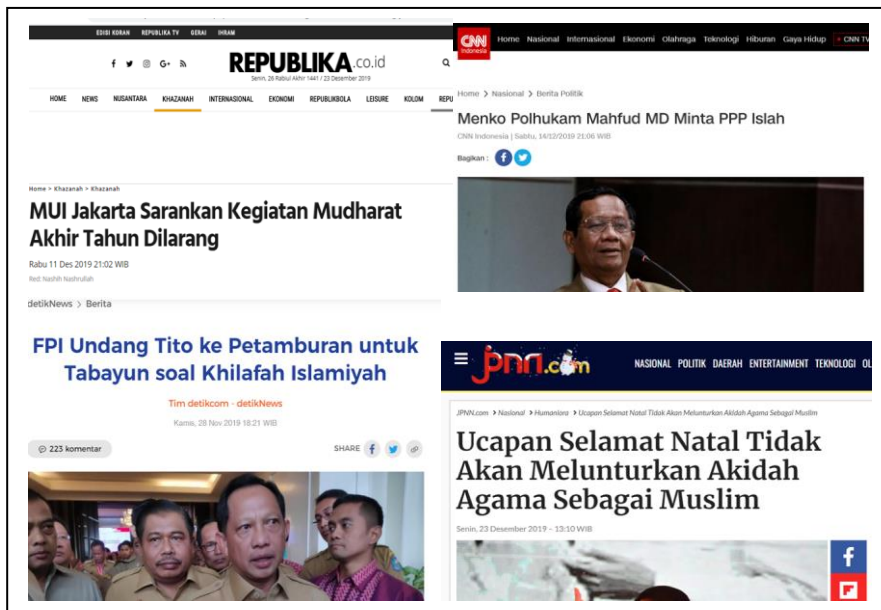 EDISI KORAN REPUBLIKA TV GERAI IHRAM
REPUBLIKA.co.id
Senin, 26 Rabiul Akhir 1441 / 23 Desember 2019
HOME NEWS NUSANTARA KHAZANAH INTERNASIONAL EKONOMI REPUBLIKBOLA LEISURE KOLOM REPU
Home > Khazanah > Khazanah
MUI Jakarta Sarankan Kegiatan Mudharat
Akhir Tahun Dilarang
Rabu 11 Des 2019 21:02 WIB
Red: Nashih Nashrullah
CNN
Indonesia
Home Nasional Internasional Ekonomi Olahraga Teknologi Hiburan Gaya Hidup CNN TV
Home > Nasional > Berita Politik
Menko Polhukam Mahfud MD Minta PPP Islah
CNN Indonesia | Sabtu, 14/12/2019 21:06 WIB
Bagikan :
detikNews > Berita
FPI Undang Tito ke Petamburan untuk
Tabayun soal Khilafah Islamiyah
Tim detikcom - detikNews
Kamis, 28 Nov 2019 18:21 WIB
223 komentar
SHARE
jpnn.com
NASIONAL POLITIK DAERAH ENTERTAINMENT TEKNOLOGI OL
JPNN.com > Nasional > Humaniora > Ucapan Selamat Natal Tidak Akan Melunturkan Akidah Agama Sebagai Muslim
Ucapan Selamat Natal Tidak
Akan Melunturkan Akidah
Agama Sebagai Muslim
Senin, 23 Desember 2019 – 13:10 WIB